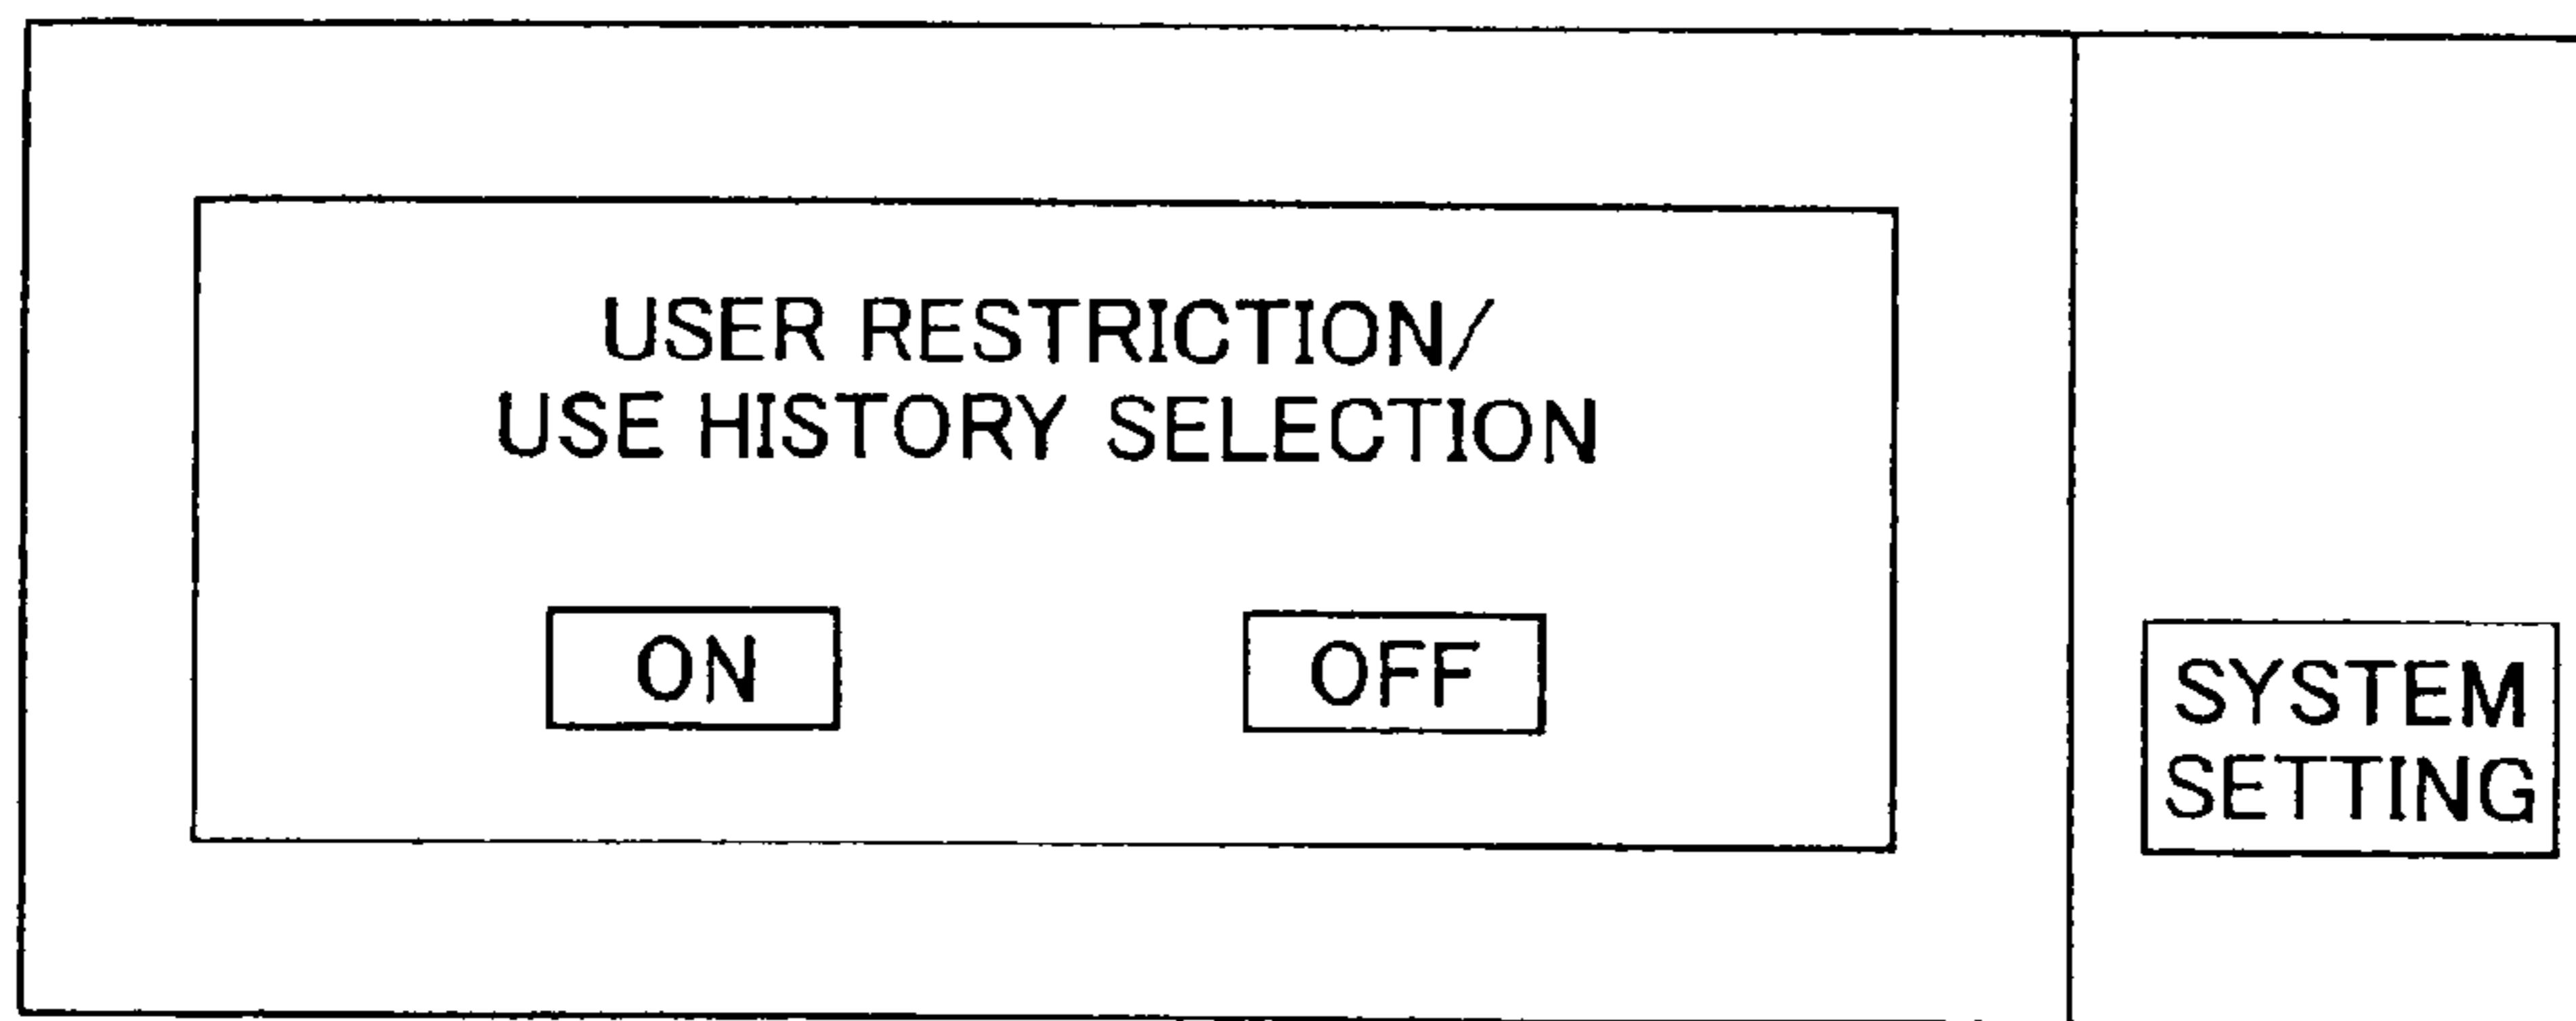 USER RESTRICTION/
USE HISTORY SELECTION
ON
OFF
SYSTEM
SETTING